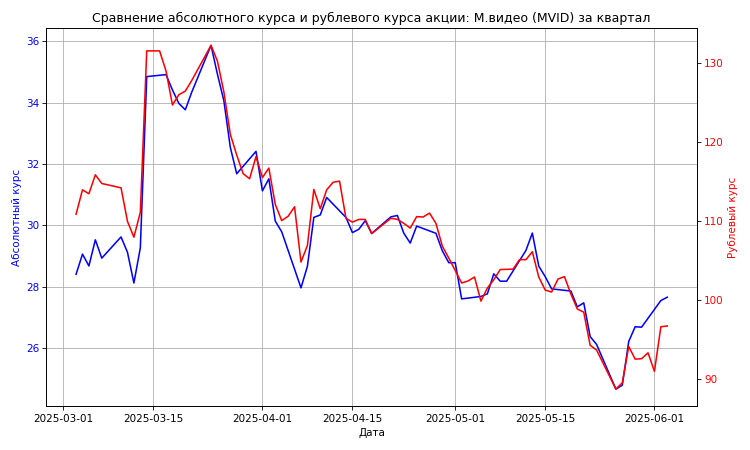 Сравнение абсолютного курса и рублевого курса акции: М.видео (MVID) за квартал
36
34
32
30
28
26
Абсолютный курс
130
120
110
100
90
Рублевый курс
2025-03-01 2025-03-15 2025-04-01 2025-04-15 2025-05-01 2025-05-15 2025-06-01
Дата